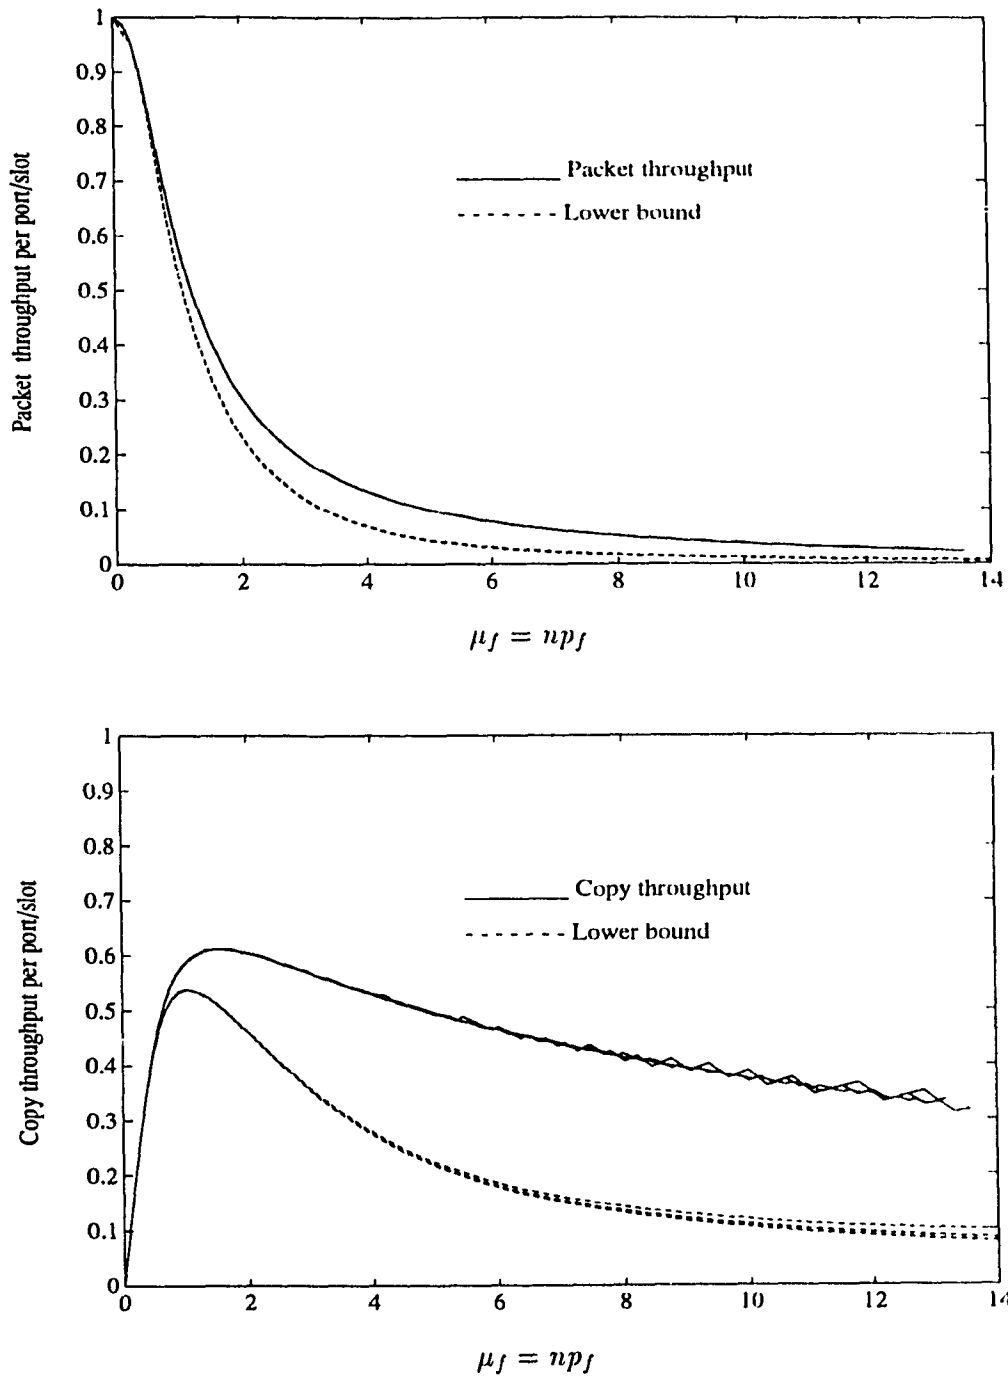 1
0.9
0.8
0.7
0.6
0.5
0.4
0.3
0.2
0.1
0
Packet throughput per port/slot
Packet throughput
Lower bound
0 2 4 6 8 10 12 14
μf = npf
1
0.9
0.8
0.7
0.6
0.5
0.4
0.3
0.2
0.1
0
Copy throughput per port/slot
Copy throughput
Lower bound
0 2 4 6 8 10 12 14
μf = npf